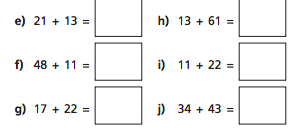 e) 21 + 13 =
h) 13 + 61 =
f) 48 + 11 =
i) 11 + 22 =
g) 17 + 22 =
j) 34 + 43 =